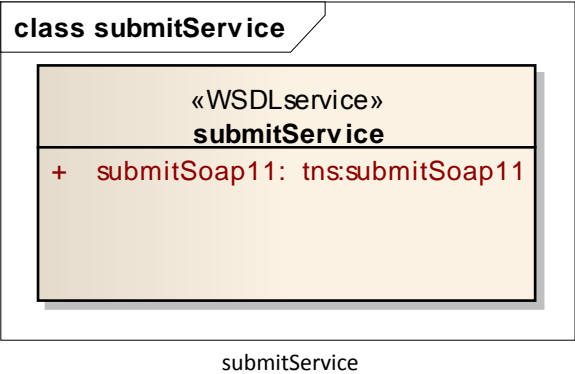 class submitService
«WSDLservice»
submitService
+ submitSoap11: tns:submitSoap11
submitService